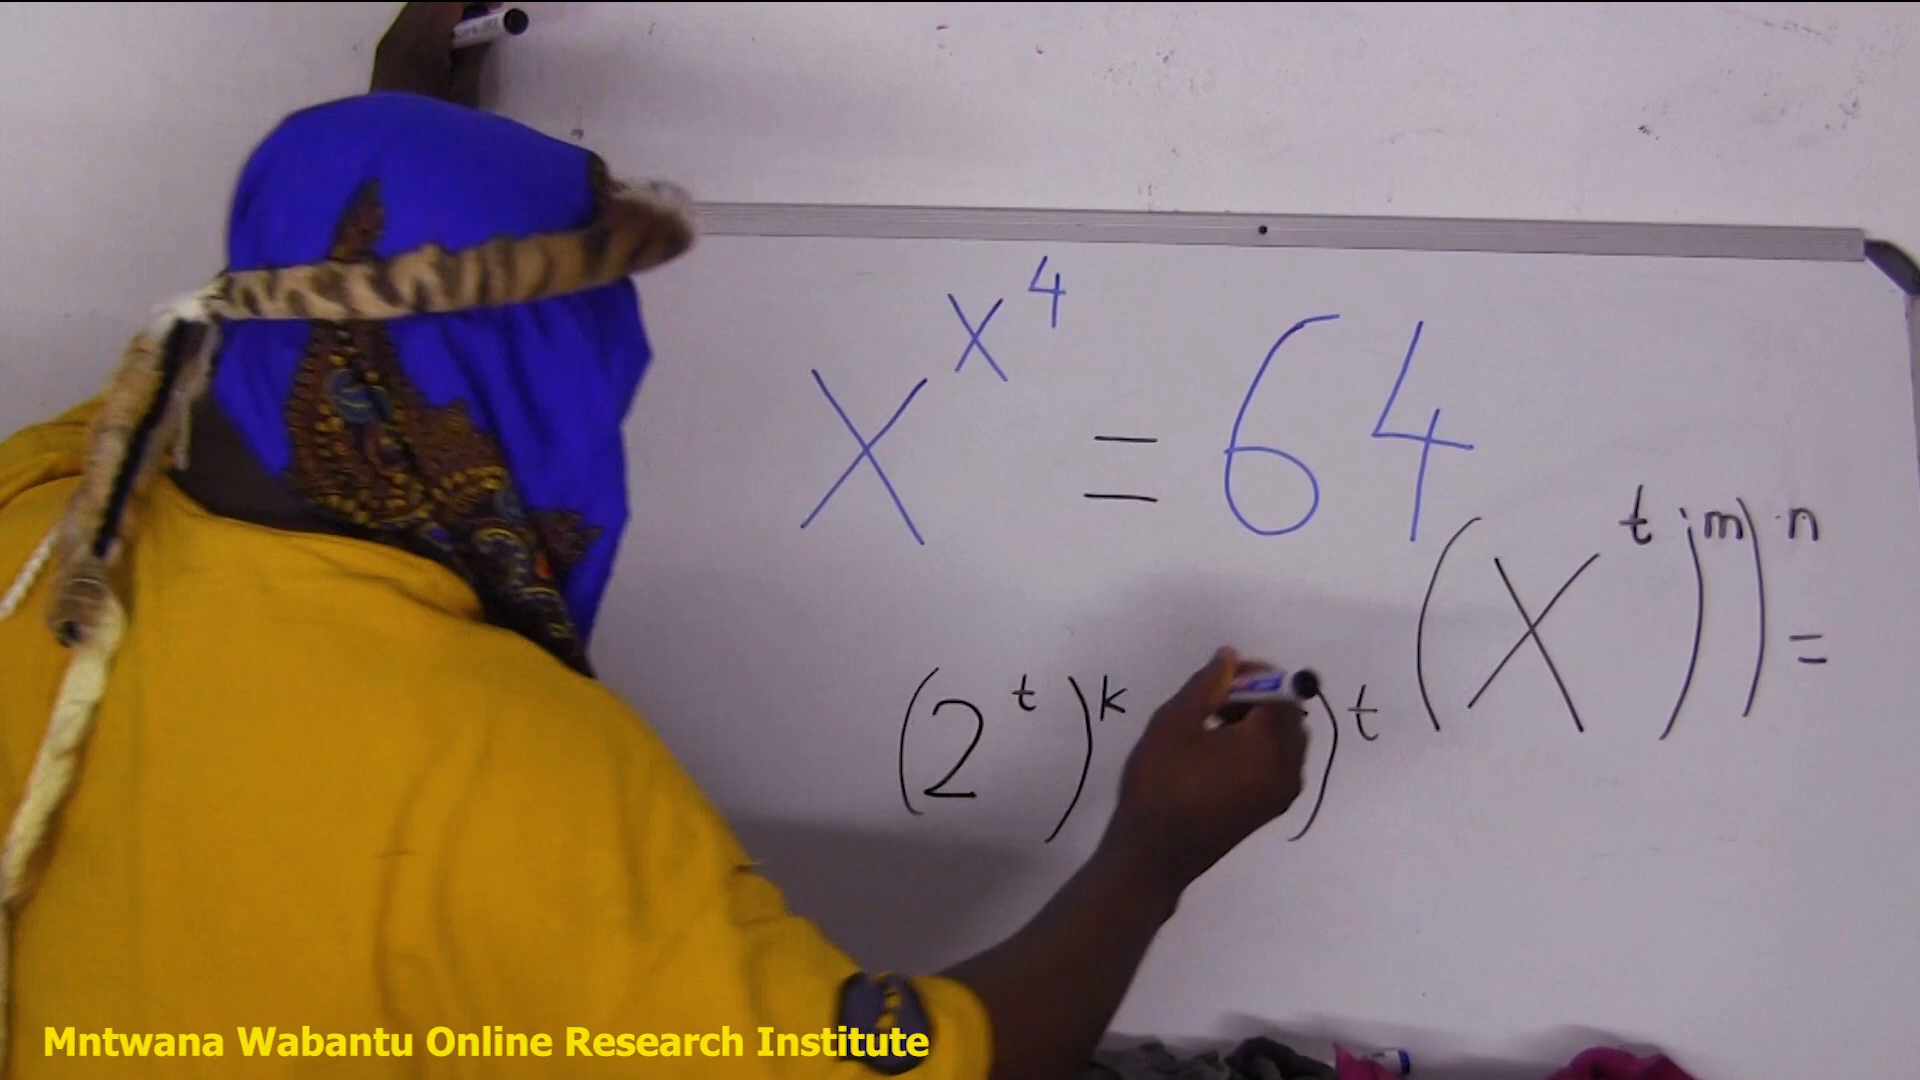 x^{x^4} = 64
((x^t)^m)^n =
(2^t)^k )^t
Mntwana Wabantu Online Research Institute